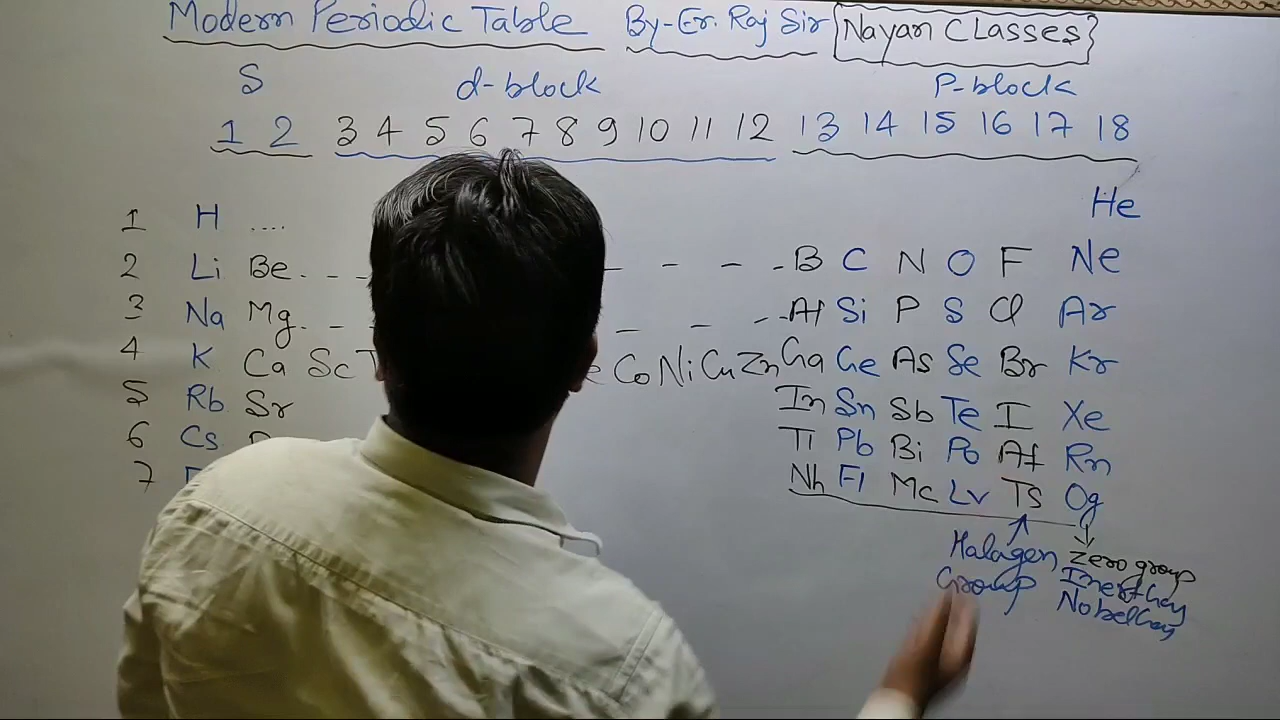 Modern Periodic Table By-Er. Raj Sir Nayan Classes
S d-block P-block
1 2 3 4 5 6 7 8 9 10 11 12 13 14 15 16 17 18
He
1 H ....
2 Li Be. - - - - - - B C N O F Ne
3 Na Mg. - - - - - Al Si P S Cl Ar
4 K Ca Sc Co Ni Cu Zn Ga Ge As Se Br Kr
5 Rb Sr In Sn Sb Te I Xe
6 Cs Tl Pb Bi Po At Rn
7 Nh Fl Mc Lv Ts Og
Halagen Zero group
Group Inert Gas
Nobel Gas